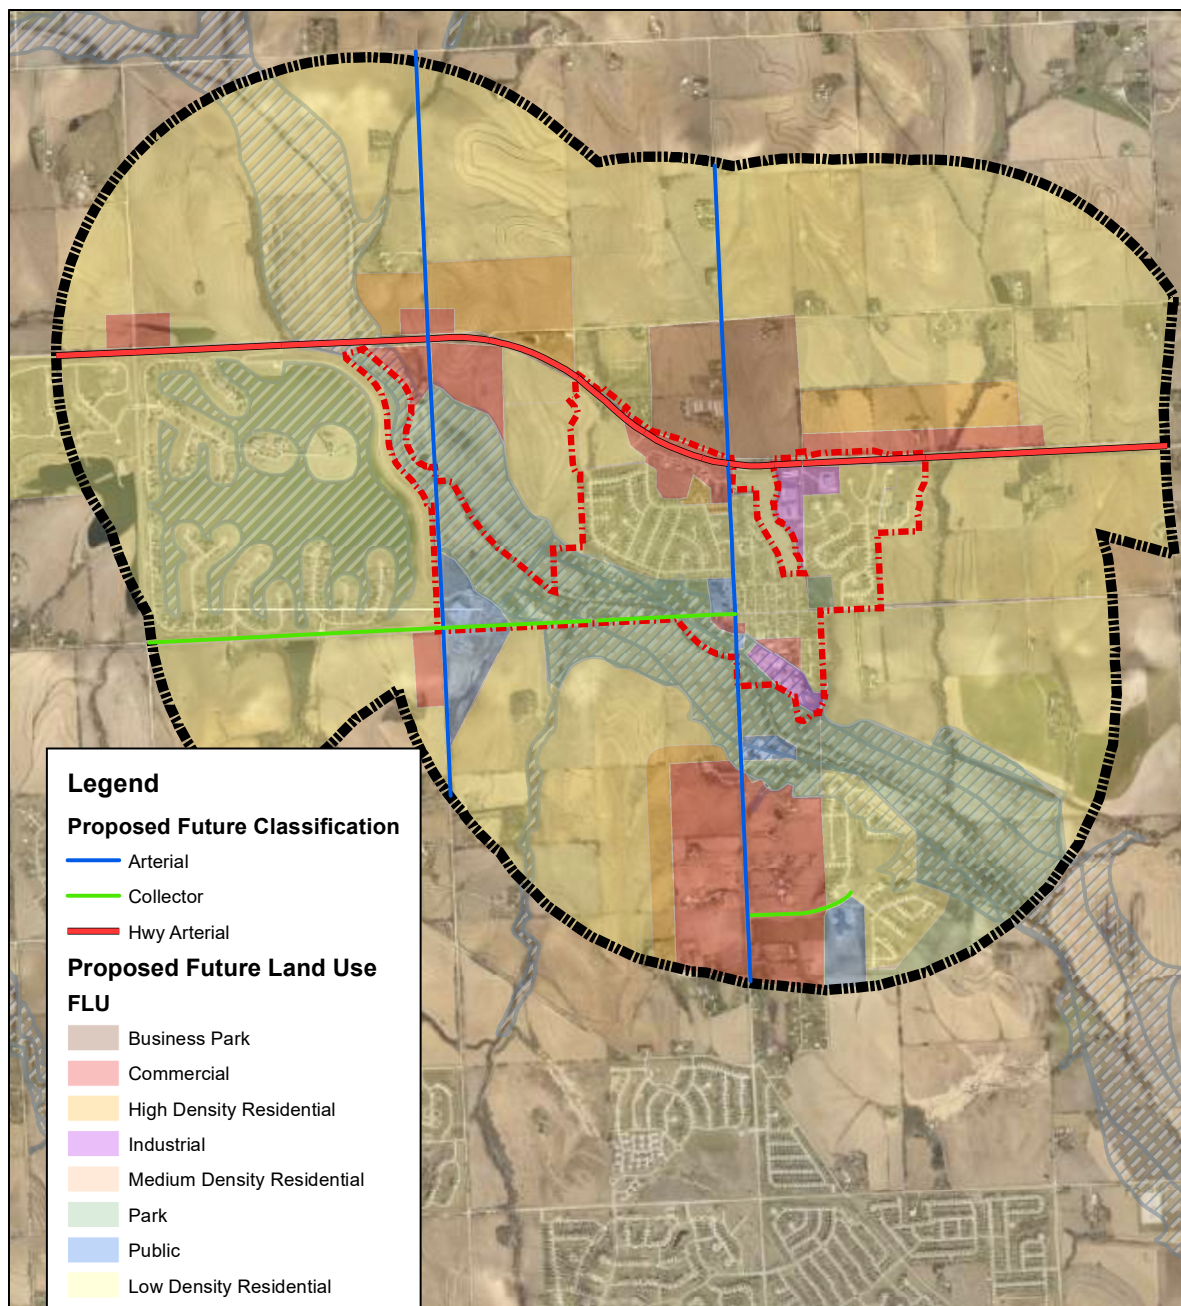 Legend
Proposed Future Classification
Arterial
Collector
Hwy Arterial
Proposed Future Land Use
FLU
Business Park
Commercial
High Density Residential
Industrial
Medium Density Residential
Park
Public
Low Density Residential